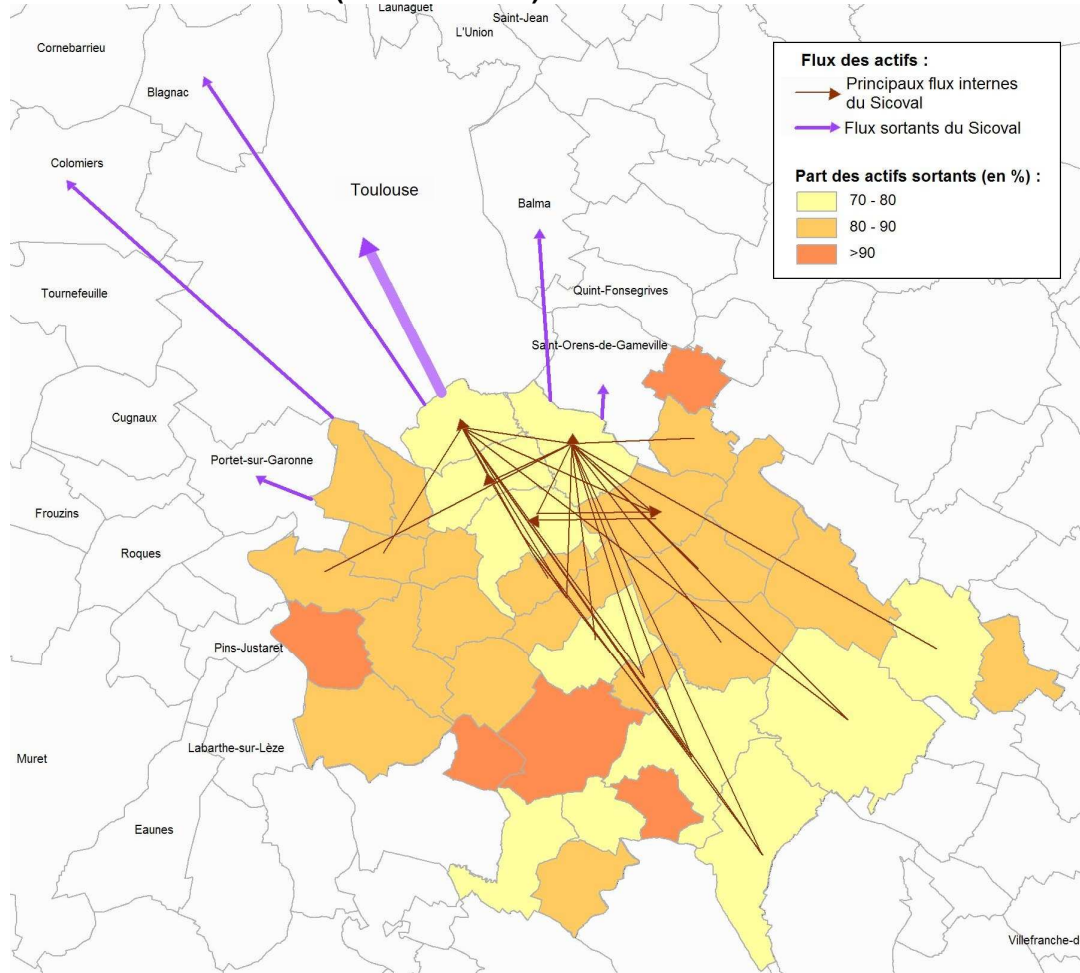 Launaguet
Saint-Jean
L'Union
Cornebarrieu
Blagnac
Colomiers
Toulouse
Balma
Tournefeuille
Quint-Fonsegrives
Saint-Orens-de-Gameville
Cugnaux
Portet-sur-Garonne
Frouzins
Roques
Pins-Justaret
Labarthe-sur-Lèze
Muret
Eaunes
Villefranche-d
Flux des actifs :
Principaux flux internes
du Sicoval
Flux sortants du Sicoval
Part des actifs sortants (en %) :
70 - 80
80 - 90
>90